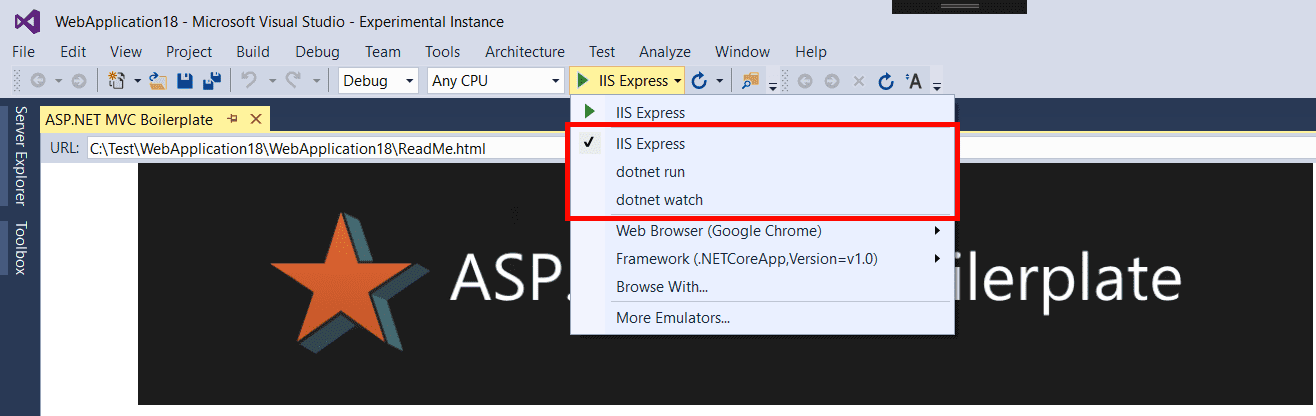 WebApplication18 - Microsoft Visual Studio - Experimental Instance
File Edit View Project Build Debug Team Tools Architecture Test Analyze Window Help
Debug Any CPU IIS Express
Server Explorer
Toolbox
ASP.NET MVC Boilerplate
URL: C:\Test\WebApplication18\WebApplication18\ReadMe.html
IIS Express
IIS Express
dotnet run
dotnet watch
Web Browser (Google Chrome)
Framework (.NETCoreApp,Version=v1.0)
Browse With...
More Emulators...
ASP. ilerplate